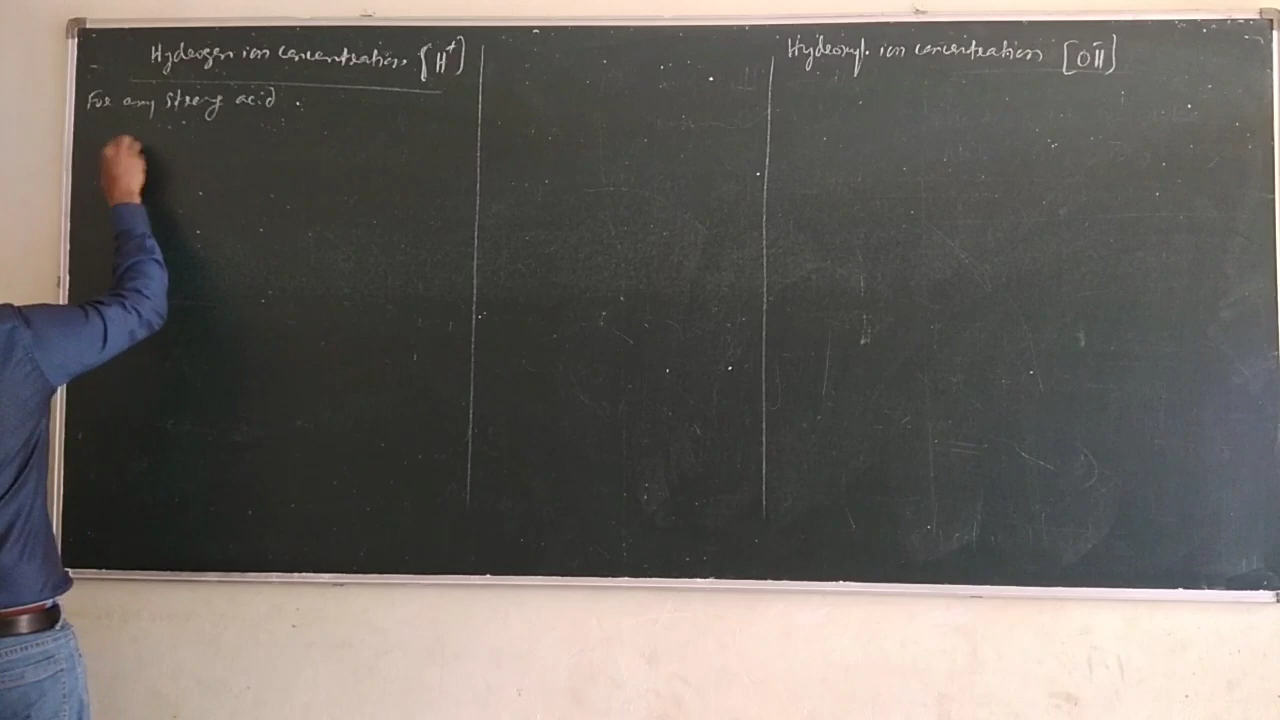 Hydrogen ion concentration [H⁺]
For any strong acid.
Hydroxyl ion concentration [OH⁻]